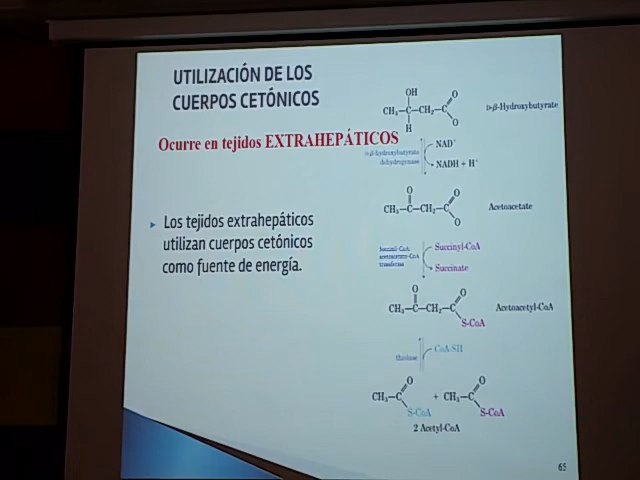 UTILIZACIÓN DE LOS
CUERPOS CETÓNICOS
Ocurre en tejidos EXTRAHEPÁTICOS
Los tejidos extrahepáticos
utilizan cuerpos cetónicos
como fuente de energía.
OH
O
CH₃—C—CH₂—C
O
H
D-β-Hydroxybutyrate
D-β-hydroxybutyrate
dehydrogenase
NAD⁺
NADH + H⁺
O
O
CH₃—C—CH₂—C
O
Acetoacetate
Succinyl-CoA:
acetoacetate-CoA
transferase
Succinyl-CoA
Succinate
O
O
CH₃—C—CH₂—C
S-CoA
Acetoacetyl-CoA
thiolase
CoA-SH
O
O
CH₃—C + CH₃—C
S-CoA
S-CoA
2 Acetyl-CoA
65